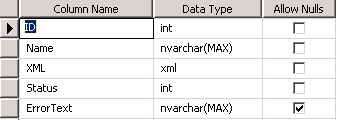 Column Name Data Type Allow Nulls
ID int
Name nvarchar(MAX)
XML xml
Status int
ErrorText nvarchar(MAX)